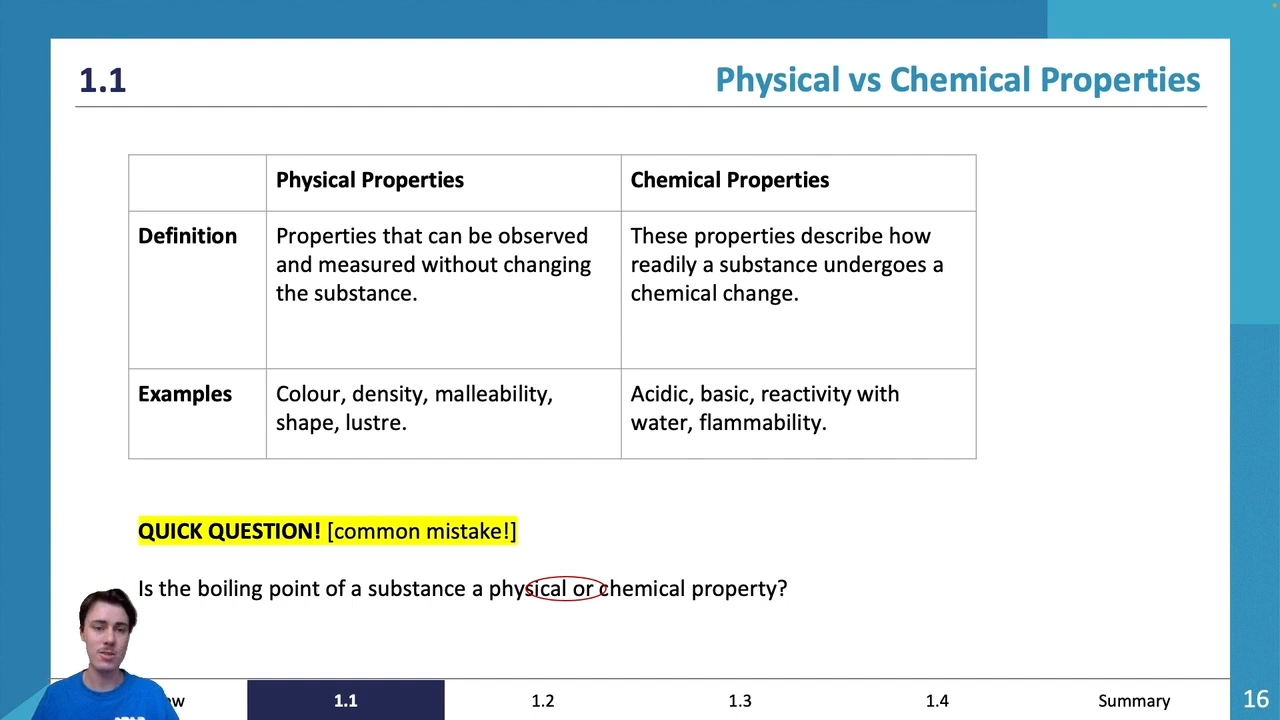 1.1
Physical vs Chemical Properties
Physical Properties
Chemical Properties
Definition
Properties that can be observed
and measured without changing
the substance.
These properties describe how
readily a substance undergoes a
chemical change.
Examples
Colour, density, malleability,
shape, lustre.
Acidic, basic, reactivity with
water, flammability.
QUICK QUESTION! [common mistake!]
Is the boiling point of a substance a physical or chemical property?
1.1
1.2
1.3
1.4
Summary
16